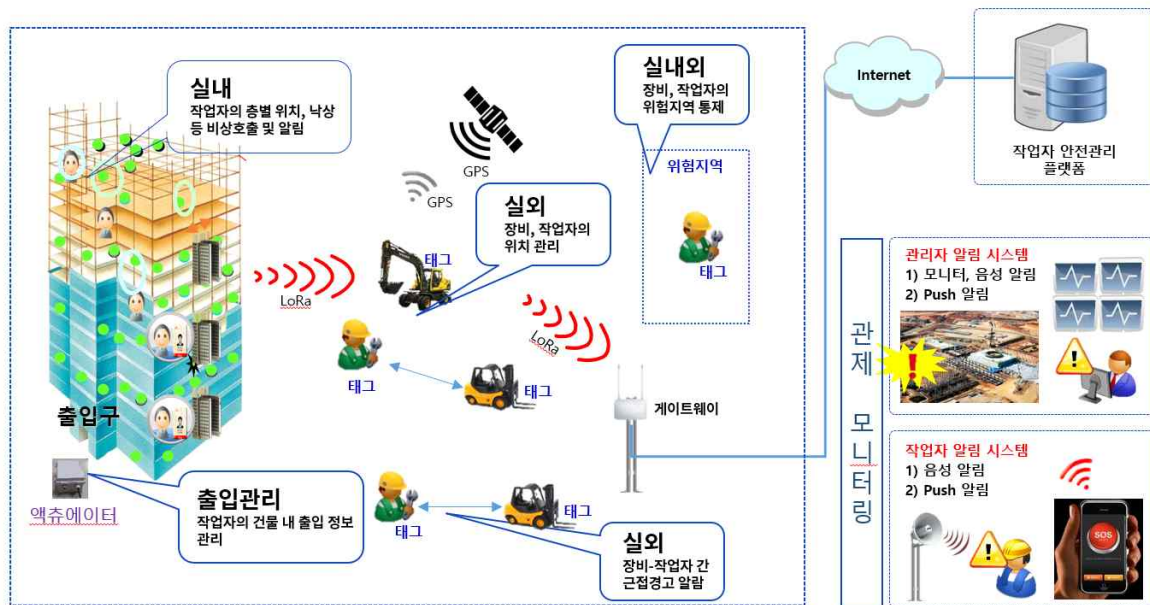 실내
작업자의 층별 위치, 낙상
등 비상호출 및 알림
GPS
GPS
실내외
장비, 작업자의
위험지역 통제
위험지역
태그
Internet
작업자 안전관리
플랫폼
실외
장비, 작업자의
위치 관리
태그
LoRa
LoRa
태그
태그
게이트웨이
출입구
액츄에이터
출입관리
작업자의 건물 내 출입 정보
관리
태그
태그
실외
장비-작업자 간
근접경고 알람
관제 모니터링
관리자 알림 시스템
1) 모니터, 음성 알림
2) Push 알림
작업자 알림 시스템
1) 음성 알림
2) Push 알림
SOS